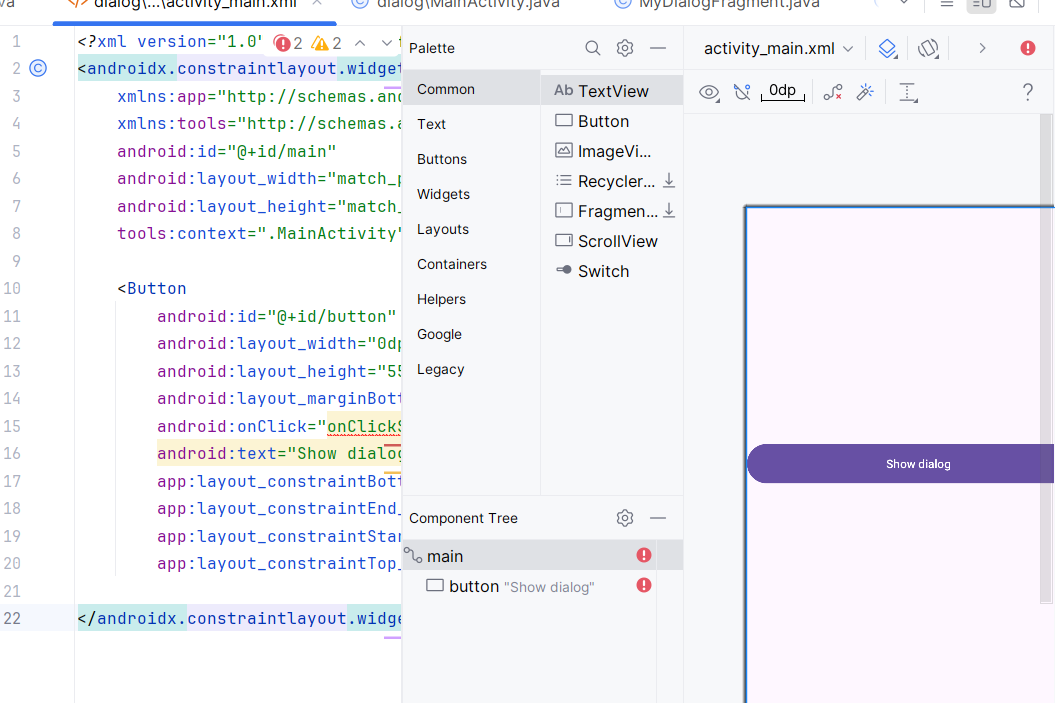 dialog\...\activity_main.xml
dialog\MainActivity.java
MyDialogFragment.java
1 <?xml version="1.0" 2 2
2 <androidx.constraintlayout.widget
3 xmlns:app="http://schemas.and
4 xmlns:tools="http://schemas.a
5 android:id="@+id/main"
6 android:layout_width="match_p
7 android:layout_height="match_
8 tools:context=".MainActivity"
9
10 <Button
11 android:id="@+id/button"
12 android:layout_width="0dp
13 android:layout_height="55
14 android:layout_marginBott
15 android:onClick="onClickS
16 android:text="Show dialog
17 app:layout_constraintBott
18 app:layout_constraintEnd_
19 app:layout_constraintStar
20 app:layout_constraintTop_
21
22 </androidx.constraintlayout.widge
Palette
Common
Text
Buttons
Widgets
Layouts
Containers
Helpers
Google
Legacy
Ab TextView
Button
ImageVi...
Recycler...
Fragmen...
ScrollView
Switch
Component Tree
main
button "Show dialog"
activity_main.xml
0dp
?
Show dialog